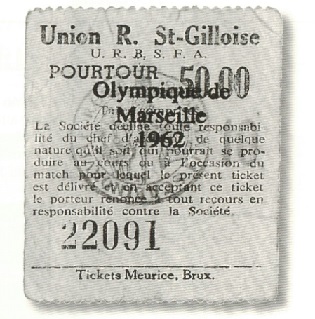 Union R. St-Gilloise
U. R. B. S. F. A.
POURTOUR 50.00
Olympique de
Marseille
1962
La Société décline toute responsabi-
lité du chef d' de quelque
nature qu'il soit qui pourrait se pro-
duire au cours ou à l'occasion du
match pour lequel le présent ticket
est délivré en acceptant ce ticket
le porteur renonce tout recours en
responsabilité contre la Société.
22091
Tickets Meurice, Brux.